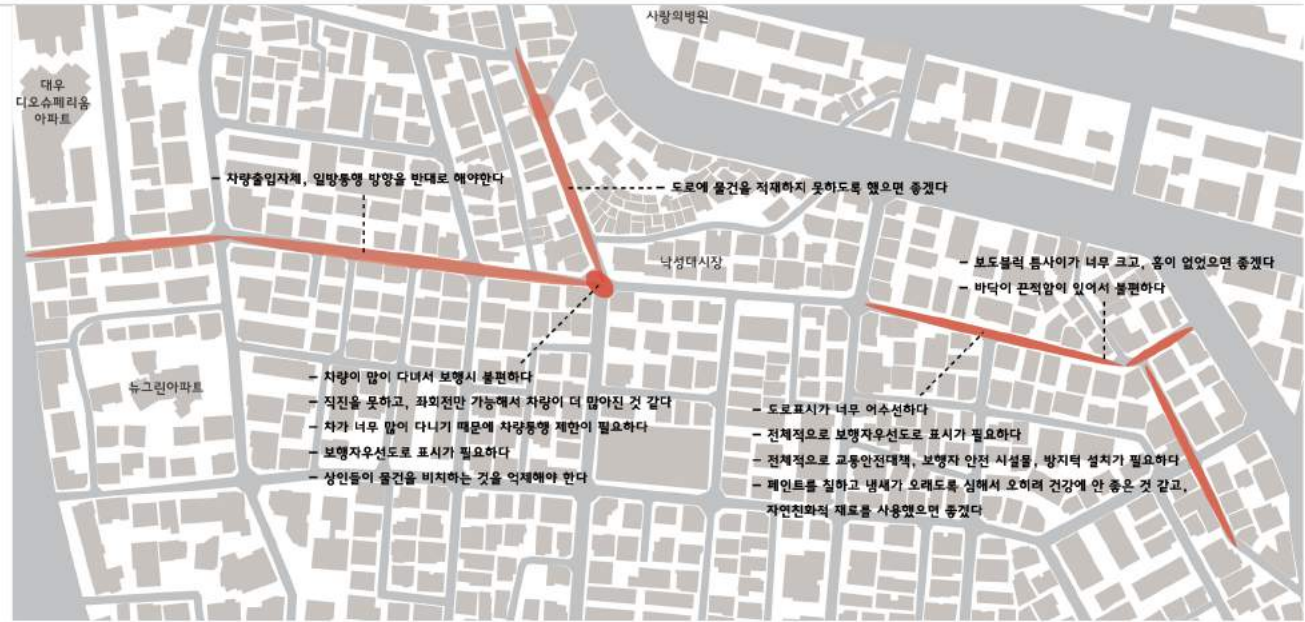 사랑의병원
대우
디오슈페리움
아파트
– 차량출입자제, 일방통행 방향을 반대로 해야한다
– 도로에 물건을 적재하지 못하도록 했으면 좋겠다
낙성대시장
– 보도블럭 틈사이가 너무 크고, 홈이 없었으면 좋겠다
– 바닥이 끈적함이 있어서 불편하다
뉴그린아파트
– 차량이 많이 다녀서 보행시 불편하다
– 직진을 못하고, 좌회전만 가능해서 차량이 더 많아진 것 같다
– 차가 너무 많이 다니기 때문에 차량통행 제한이 필요하다
– 보행자우선도로 표시가 필요하다
– 상인들이 물건을 비치하는 것을 억제해야 한다
– 도로표시가 너무 어수선하다
– 전체적으로 보행자우선도로 표시가 필요하다
– 전체적으로 교통안전대책, 보행자 안전 시설물, 방지턱 설치가 필요하다
– 페인트를 칠하고 냄새가 오래도록 심해서 오히려 건강에 안 좋은 것 같고,
자연친화적 재료를 사용했으면 좋겠다